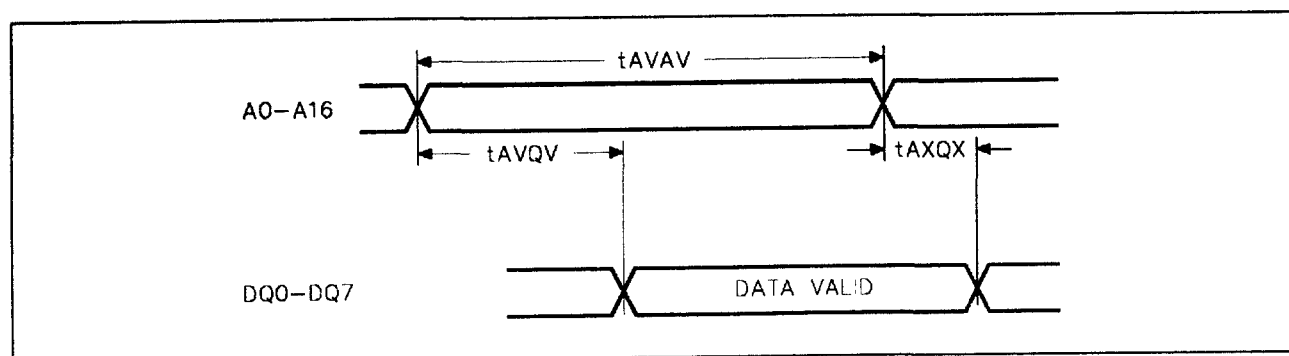 tAVAV
A0-A16
tAVQV
tAXQX
DQ0-DQ7
DATA VALID